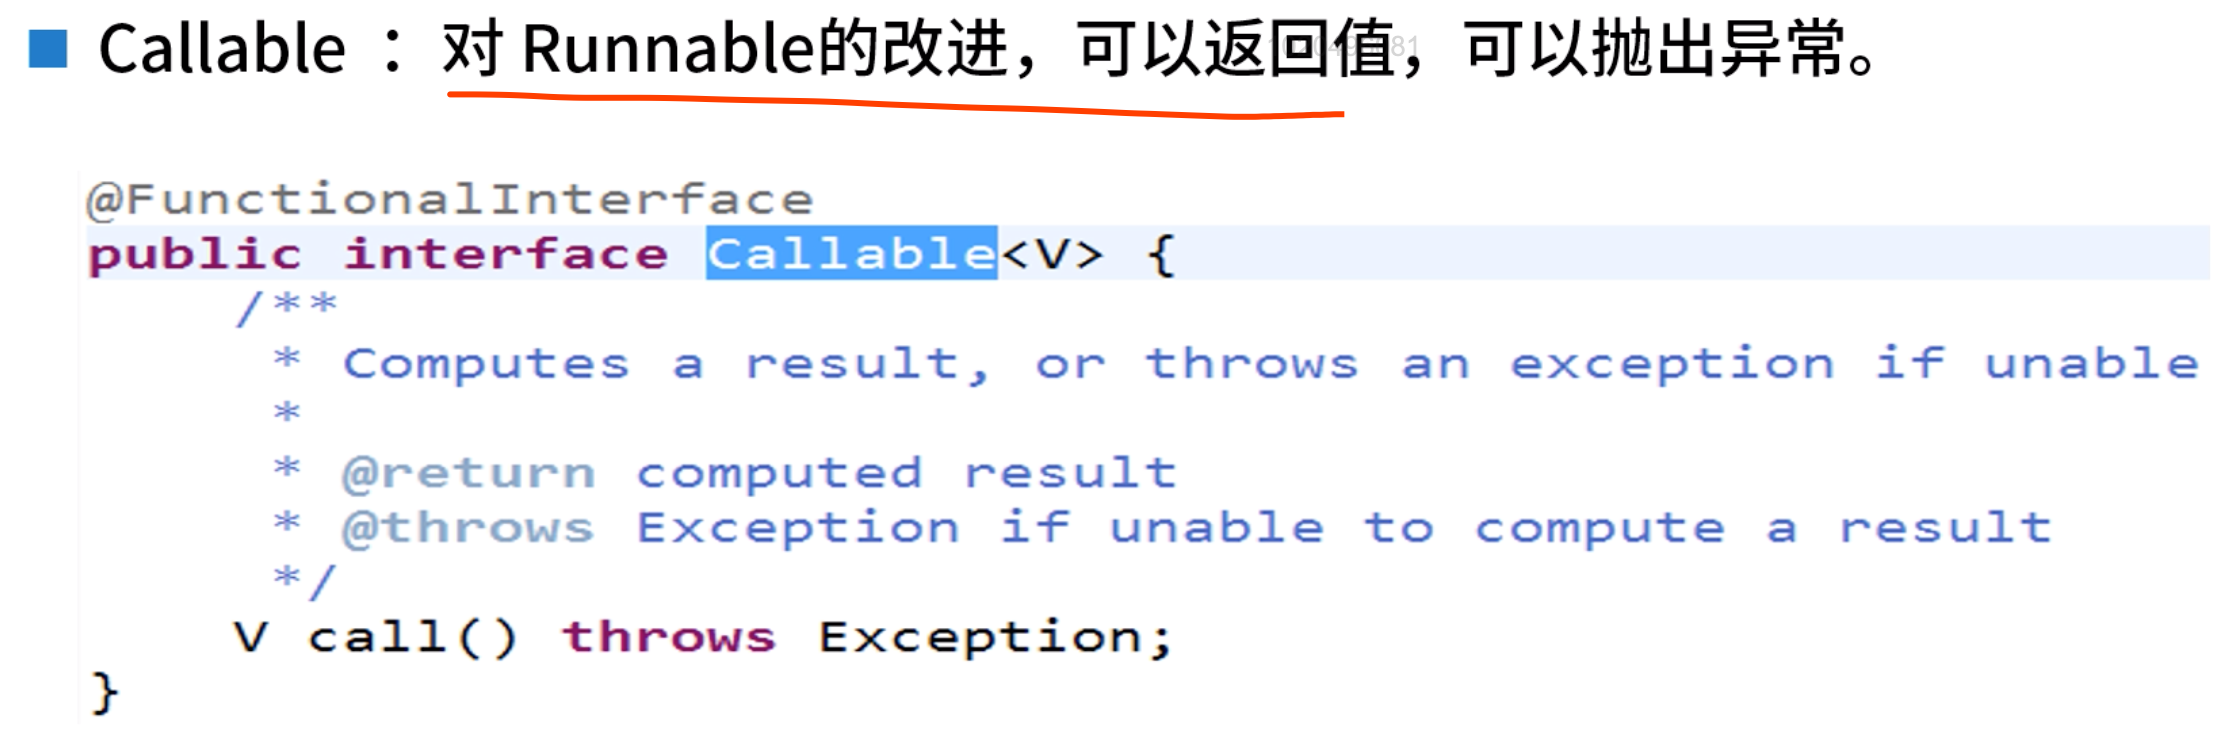 Callable ：对 Runnable的改进，可以返回值，可以抛出异常。
@FunctionalInterface
public interface Callable<V> {
/**
* Computes a result, or throws an exception if unable
*
* @return computed result
* @throws Exception if unable to compute a result
*/
V call() throws Exception;
}